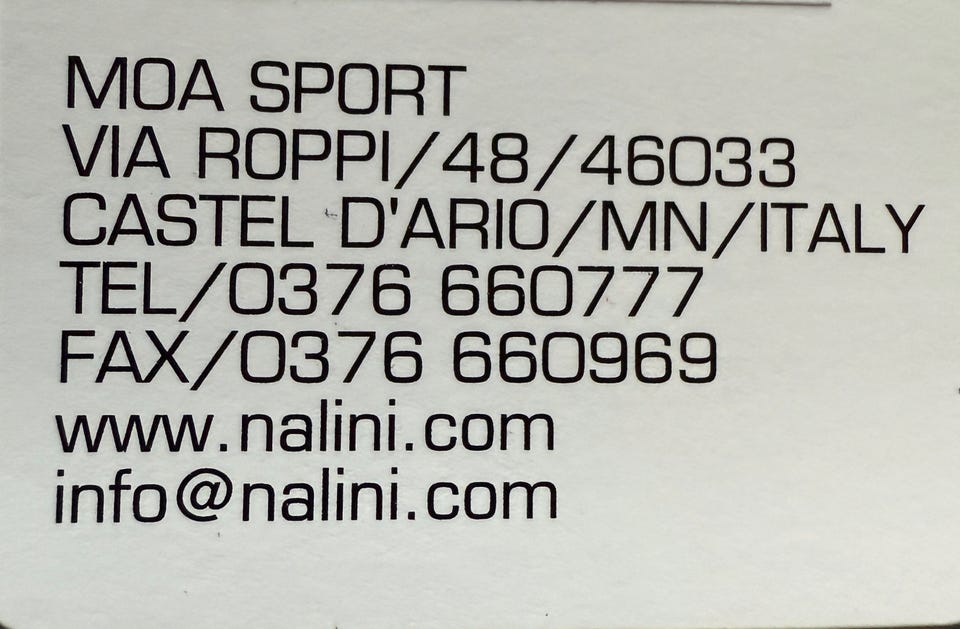 MOA SPORT
VIA ROPPI/48/46033
CASTEL D'ARIO/MN/ITALY
TEL/0376 660777
FAX/0376 660969
www.nalini.com
info@nalini.com